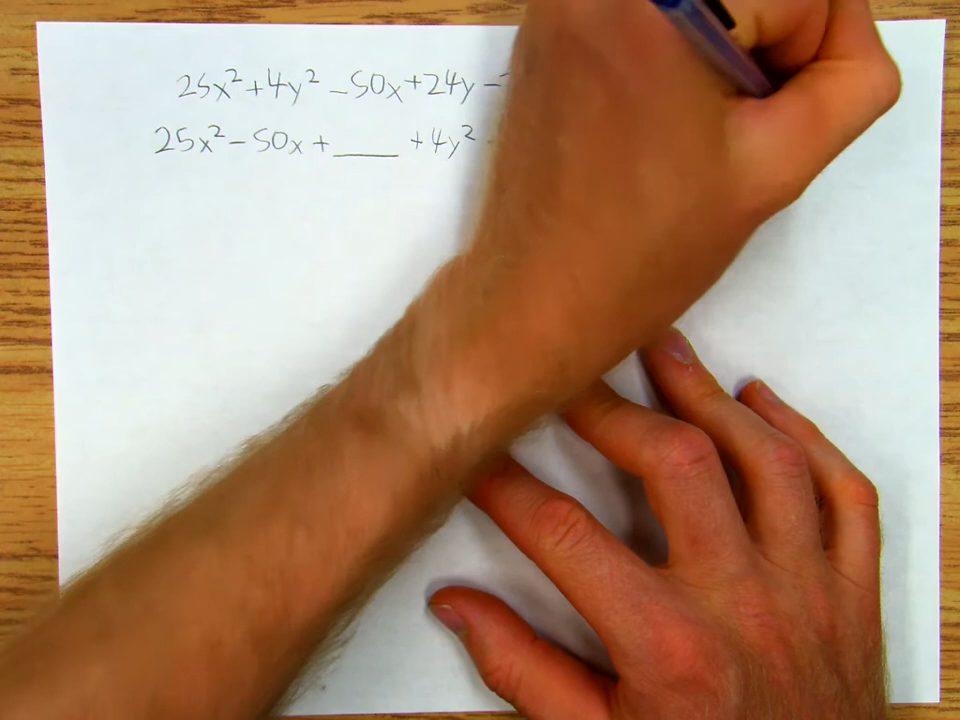 25x² + 4y² - 50x + 24y -
25x² - 50x + ____ + 4y²